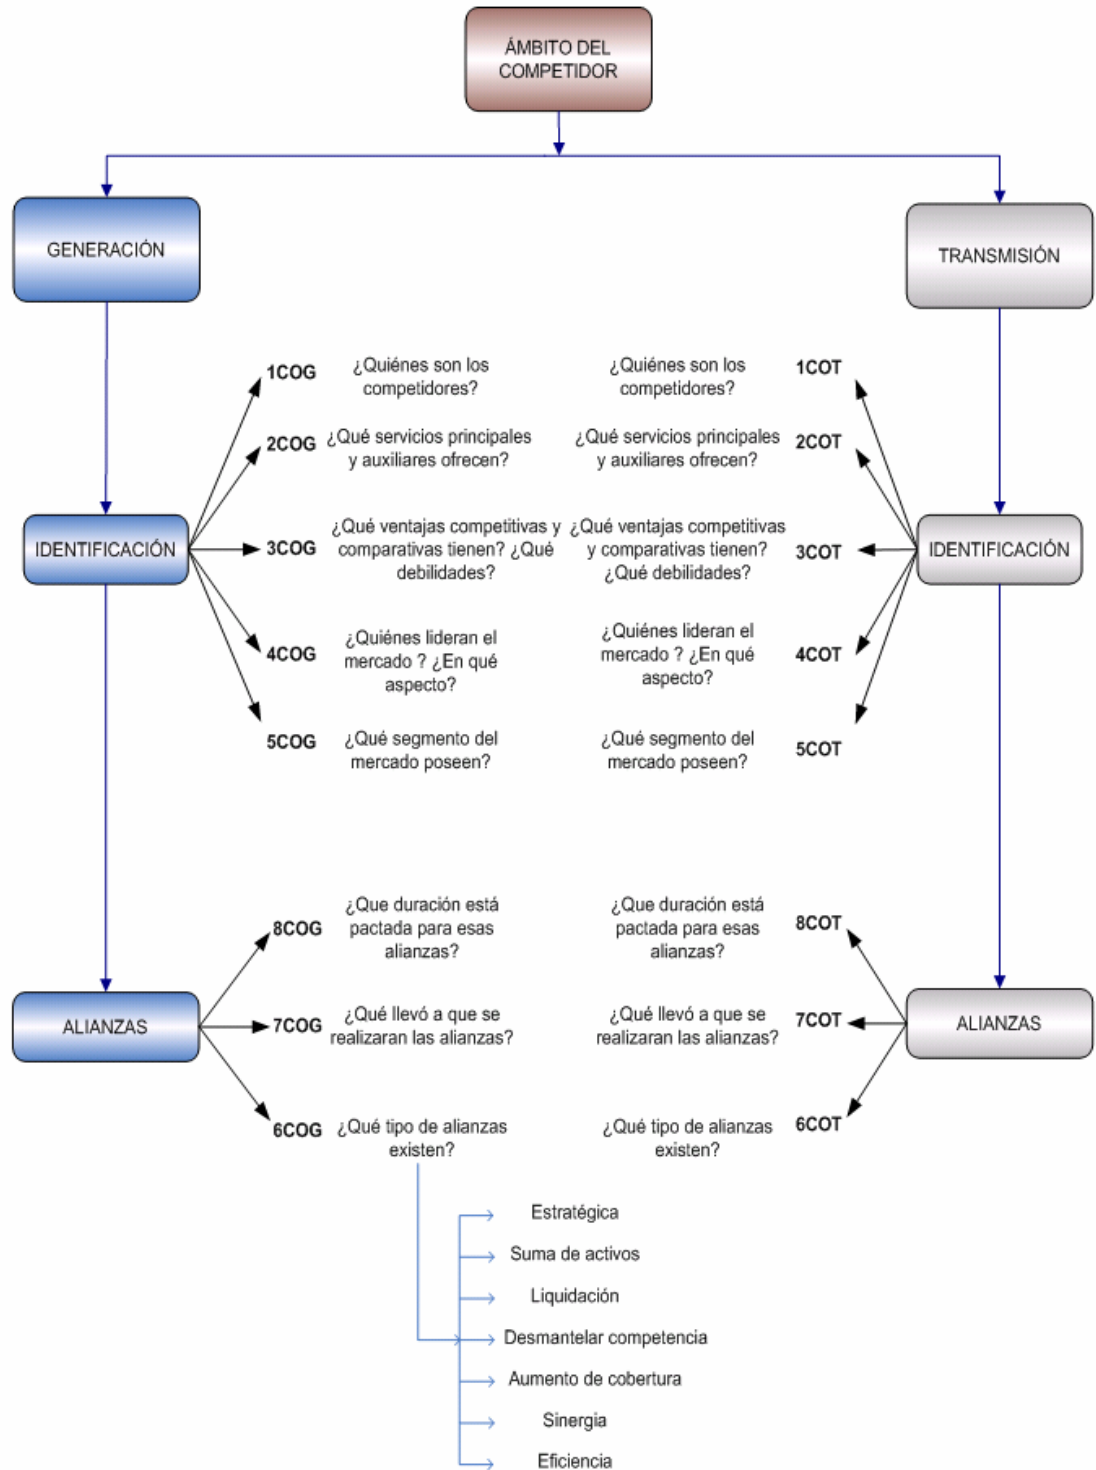 ÁMBITO DEL
COMPETIDOR
GENERACIÓN
TRANSMISIÓN
1COG
¿Quiénes son los
competidores?
¿Quiénes son los
competidores?
1COT
2COG
¿Qué servicios principales
y auxiliares ofrecen?
¿Qué servicios principales
y auxiliares ofrecen?
2COT
IDENTIFICACIÓN
3COG
¿Qué ventajas competitivas y
comparativas tienen? ¿Qué
debilidades?
¿Qué ventajas competitivas
y comparativas tienen?
¿Qué debilidades?
3COT
IDENTIFICACIÓN
4COG
¿Quiénes lideran el
mercado ? ¿En qué
aspecto?
¿Quiénes lideran el
mercado ? ¿En qué
aspecto?
4COT
5COG
¿Qué segmento del
mercado poseen?
¿Qué segmento del
mercado poseen?
5COT
8COG
¿Que duración está
pactada para esas
alianzas?
¿Que duración está
pactada para esas
alianzas?
8COT
ALIANZAS
7COG
¿Qué llevó a que se
realizaran las alianzas?
¿Qué llevó a que se
realizaran las alianzas?
7COT
ALIANZAS
6COG
¿Qué tipo de alianzas
existen?
¿Qué tipo de alianzas
existen?
6COT
Estratégica
Suma de activos
Liquidación
Desmantelar competencia
Aumento de cobertura
Sinergia
Eficiencia